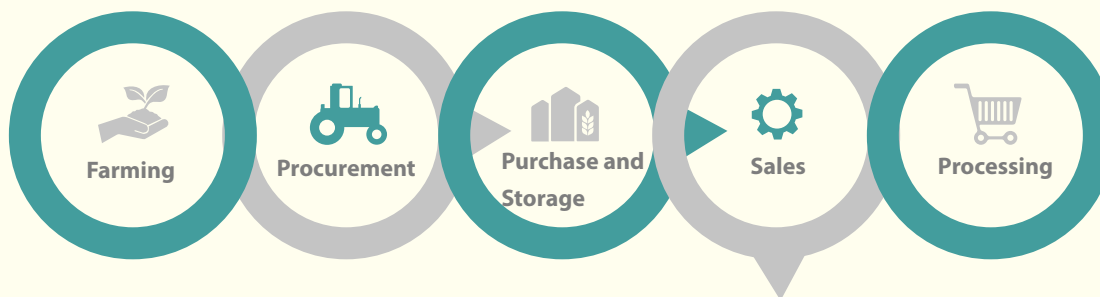 Farming
Procurement
Purchase and
Storage
Sales
Processing